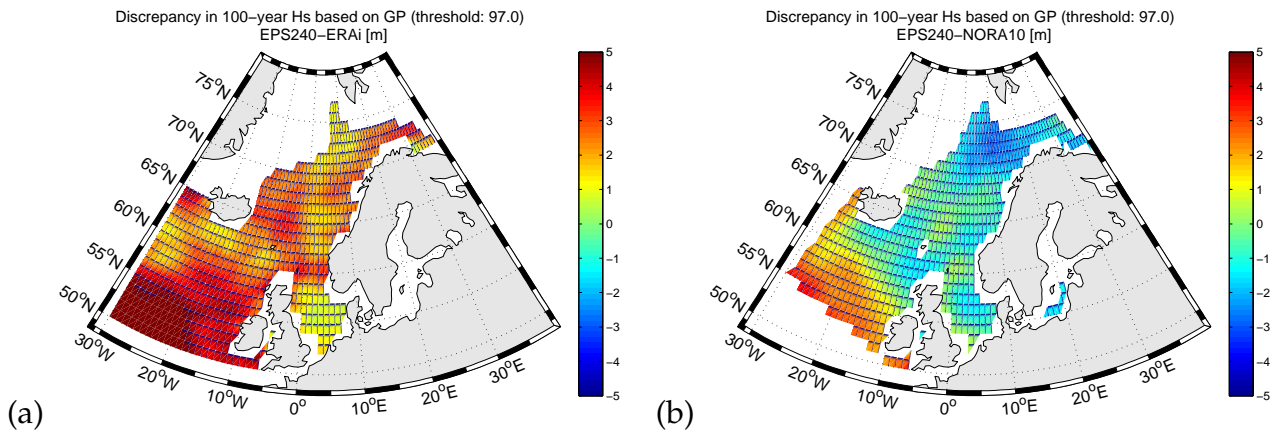 Discrepancy in 100−year Hs based on GP (threshold: 97.0)
EPS240−ERAi [m]
75°N
70°N
65°N
60°N
55°N
50°N
30°W
20°W
10°W
0°
10°E
20°E
30°E
5
4
3
2
1
0
−1
−2
−3
−4
−5
(a)
Discrepancy in 100−year Hs based on GP (threshold: 97.0)
EPS240−NORA10 [m]
75°N
70°N
65°N
60°N
55°N
50°N
30°W
20°W
10°W
0°
10°E
20°E
30°E
5
4
3
2
1
0
−1
−2
−3
−4
−5
(b)